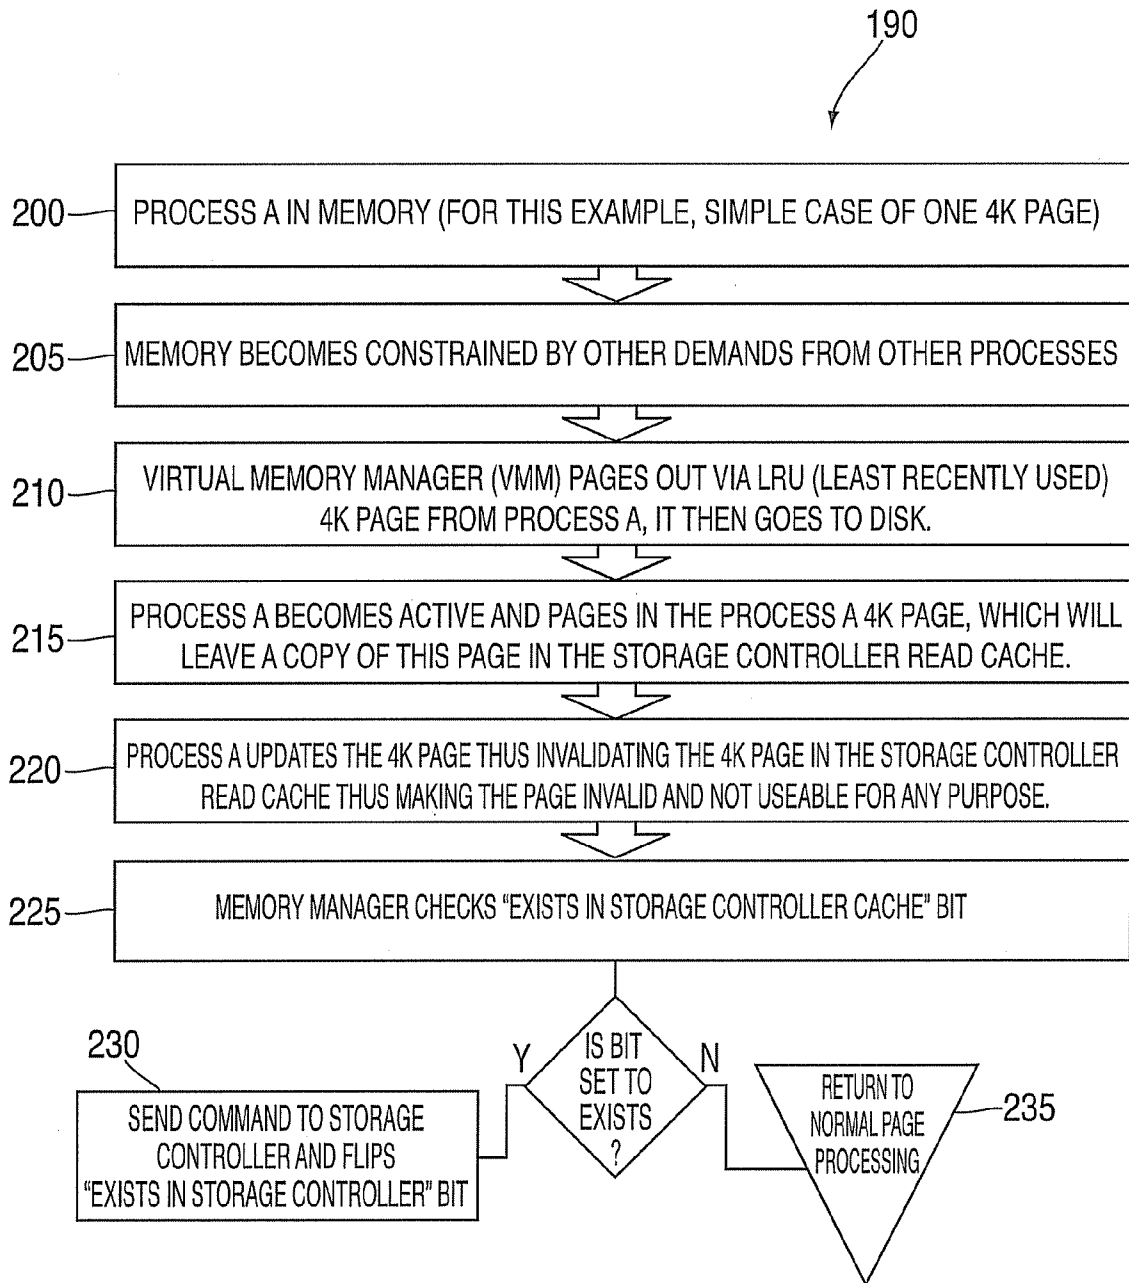 190
200
PROCESS A IN MEMORY (FOR THIS EXAMPLE, SIMPLE CASE OF ONE 4K PAGE)
205
MEMORY BECOMES CONSTRAINED BY OTHER DEMANDS FROM OTHER PROCESSES
210
VIRTUAL MEMORY MANAGER (VMM) PAGES OUT VIA LRU (LEAST RECENTLY USED)
4K PAGE FROM PROCESS A, IT THEN GOES TO DISK.
215
PROCESS A BECOMES ACTIVE AND PAGES IN THE PROCESS A 4K PAGE, WHICH WILL
LEAVE A COPY OF THIS PAGE IN THE STORAGE CONTROLLER READ CACHE.
220
PROCESS A UPDATES THE 4K PAGE THUS INVALIDATING THE 4K PAGE IN THE STORAGE CONTROLLER
READ CACHE THUS MAKING THE PAGE INVALID AND NOT USEABLE FOR ANY PURPOSE.
225
MEMORY MANAGER CHECKS "EXISTS IN STORAGE CONTROLLER CACHE" BIT
IS BIT
SET TO
EXISTS
?
Y
N
230
SEND COMMAND TO STORAGE
CONTROLLER AND FLIPS
"EXISTS IN STORAGE CONTROLLER" BIT
RETURN TO
NORMAL PAGE
PROCESSING
235